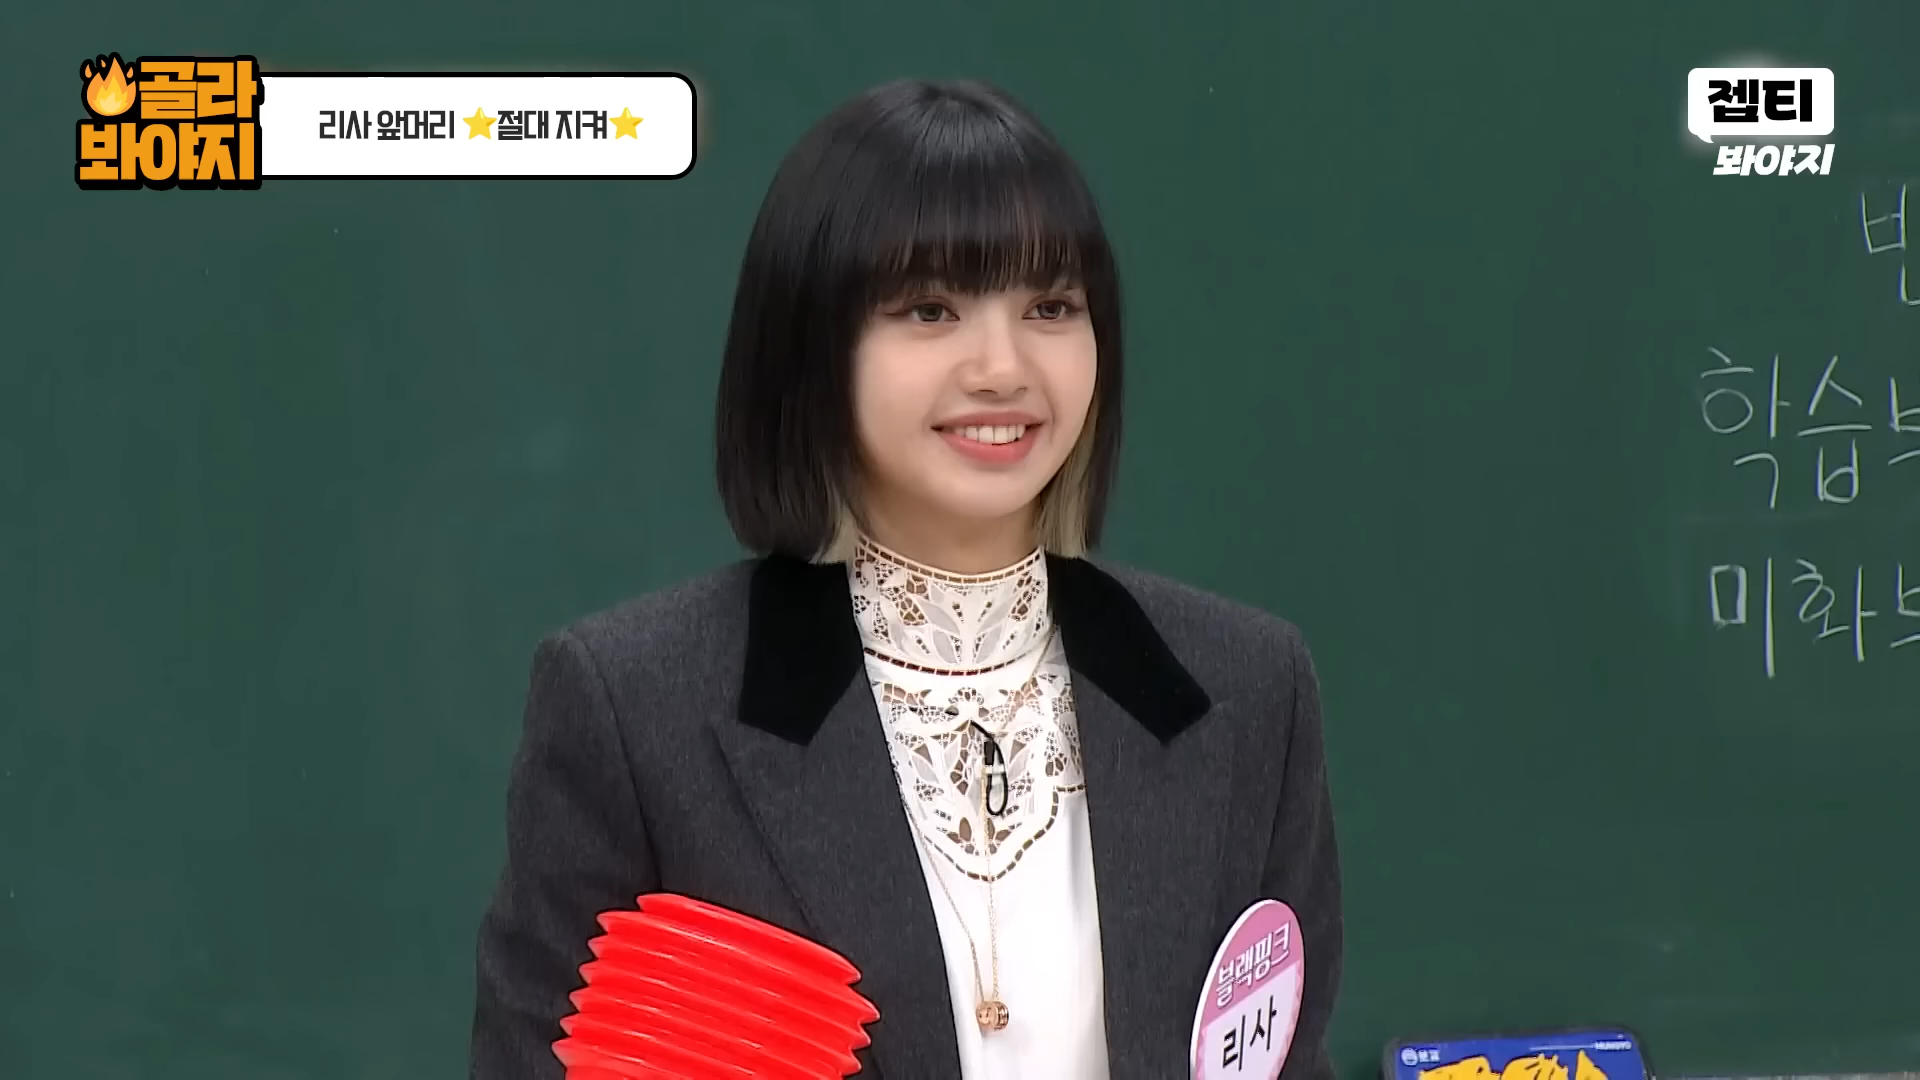 골라
봐야지
리사 앞머리 ⭐절대 지켜⭐
젭티
봐야지
학습
미화
블랙핑크
리사